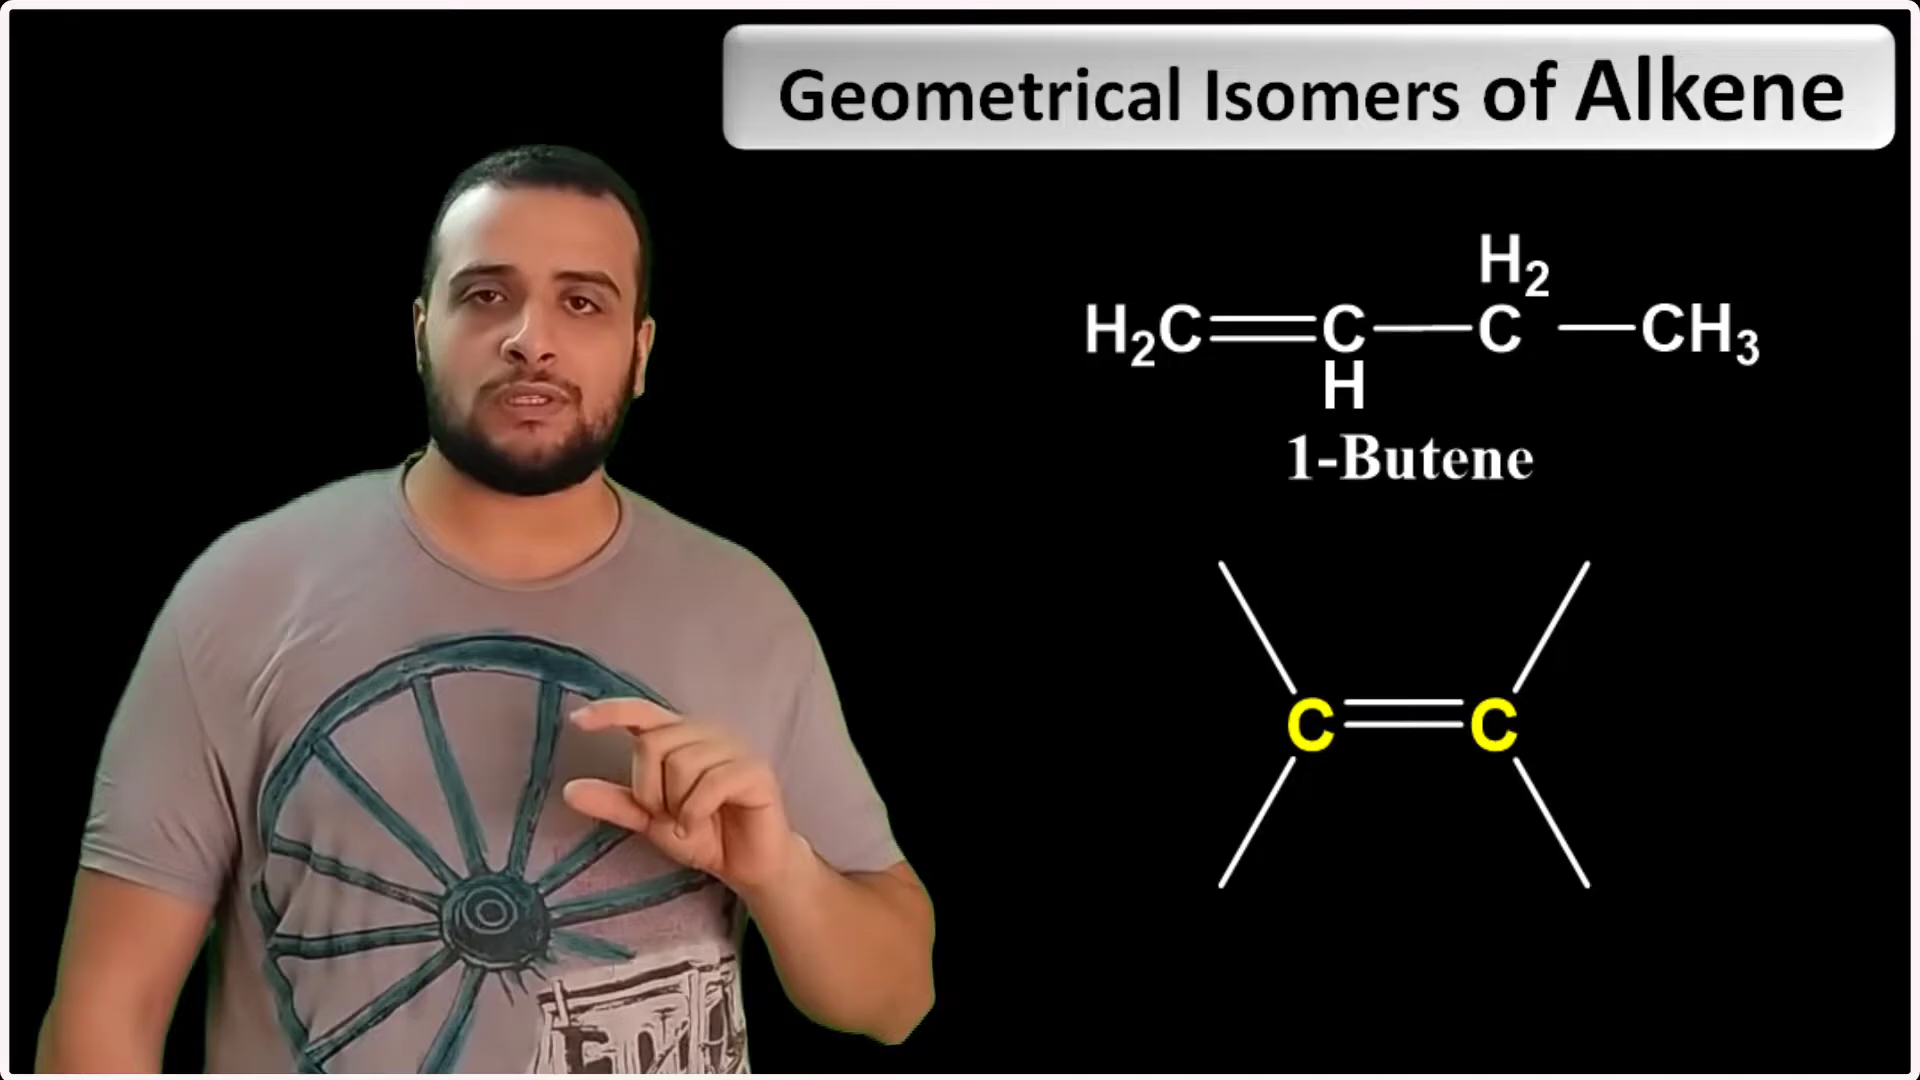 Geometrical Isomers of Alkene
H₂
H₂C=C—C—CH₃
H
1-Butene
C=C